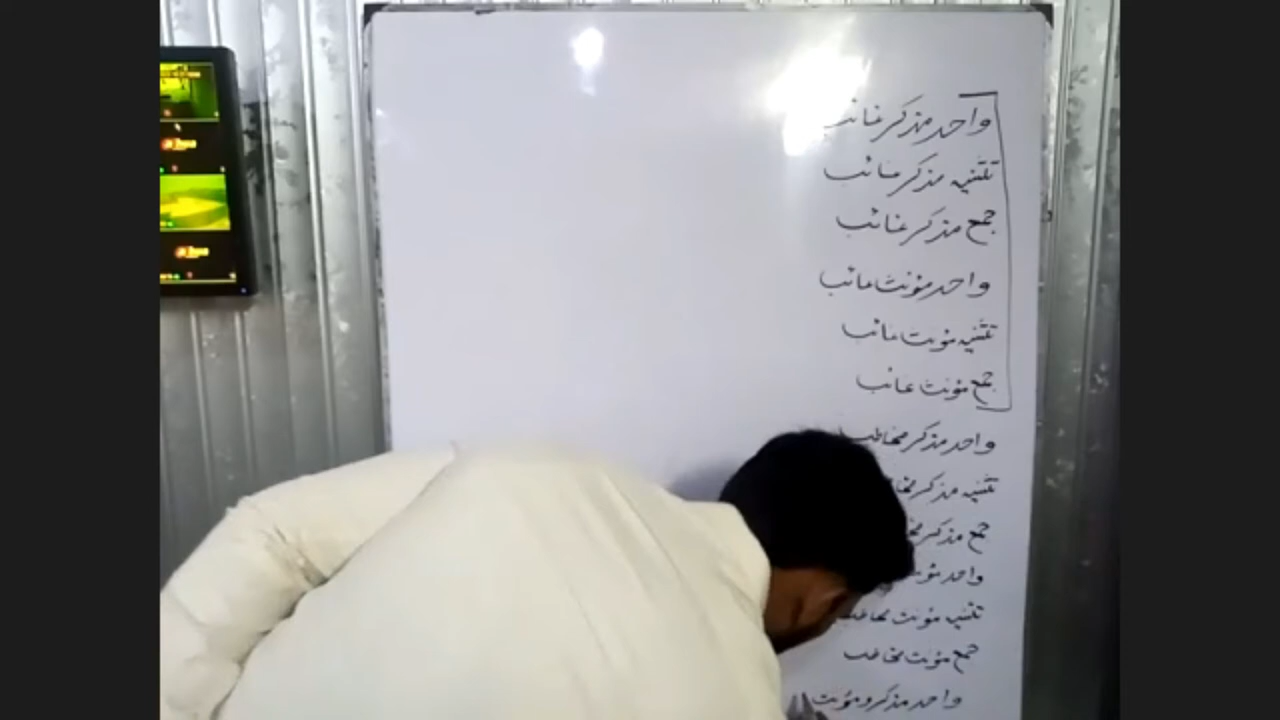 واحد مذکر غائب
تثنیہ مذکر غائب
جمع مذکر غائب
واحد مؤنث غائب
تثنیہ مؤنث غائب
جمع مؤنث غائب
واحد مذکر مخاطب
تثنیہ مذکر
جمع مذکر
واحد
تثنیہ مؤنث مخاطب
جمع مؤنث مخاطب
واحد مذکر و مؤنث